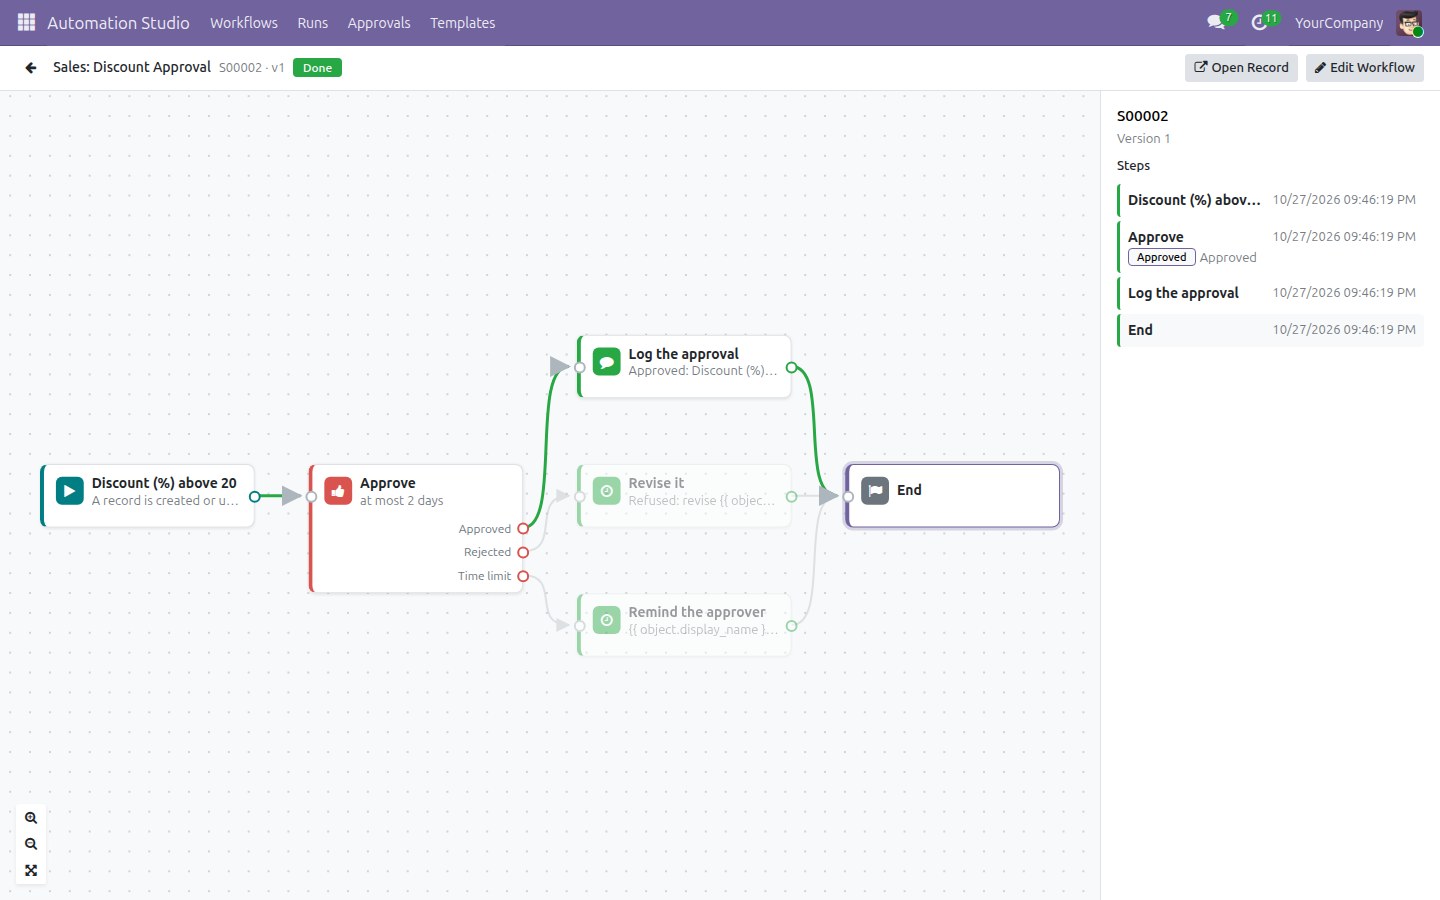 Automation Studio Workflows Runs Approvals Templates 7 11 YourCompany
Sales: Discount Approval S00002 · v1 Done Open Record Edit Workflow
S00002
Version 1
Steps
Discount (%) abov... 10/27/2026 09:46:19 PM
Approve 10/27/2026 09:46:19 PM
Approved Approved
Log the approval 10/27/2026 09:46:19 PM
End 10/27/2026 09:46:19 PM
Log the approval
Approved: Discount (%)...
Discount (%) above 20
A record is created or u...
Approve
at most 2 days
Approved
Rejected
Time limit
Revise it
Refused: revise {{ objec...
End
Remind the approver
{{ object.display_name }...